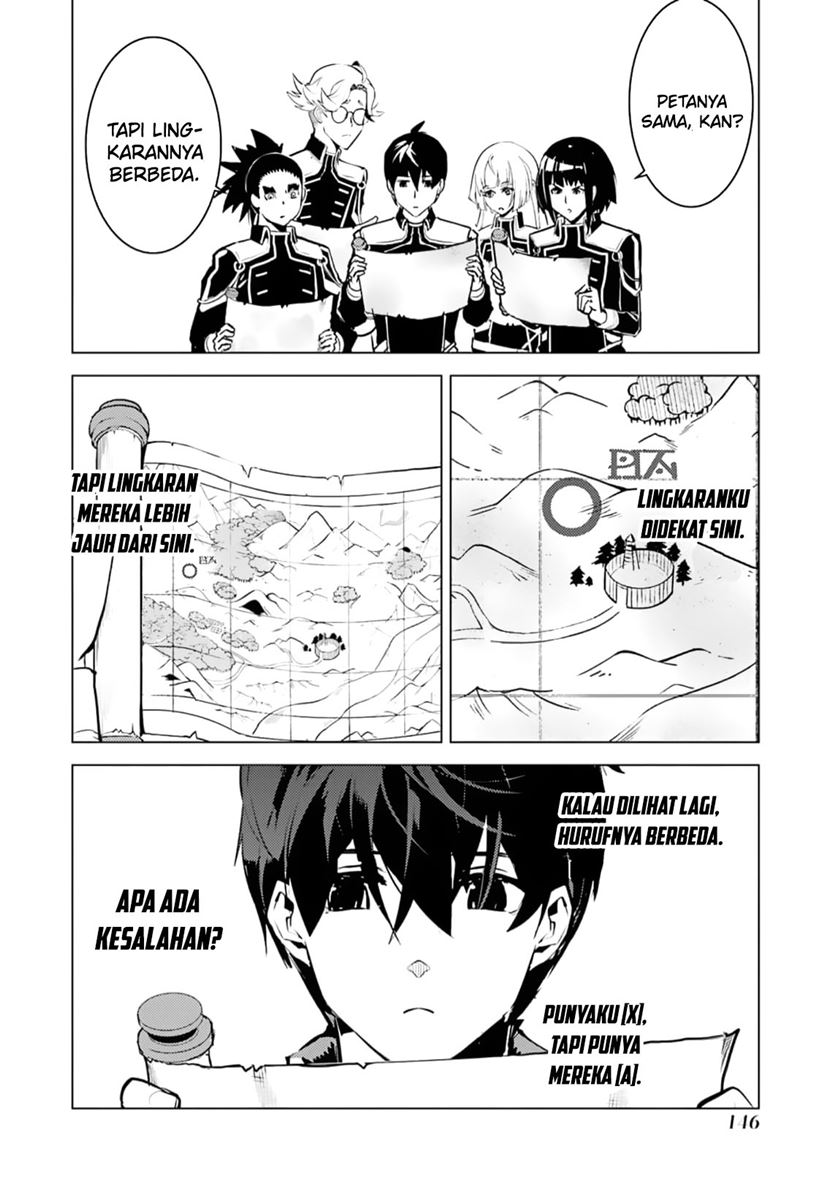 PETANYA
SAMA, KAN?
TAPI LING-
KARANNYA
BERBEDA.
LINGKARANKU
DIDEKAT SINI.
TAPI LINGKARAN
MEREKA LEBIH
JAUH DARI SINI.
KALAU DILIHAT LAGI,
HURUFNYA BERBEDA.
APA ADA
KESALAHAN?
PUNYAKU [X],
TAPI PUNYA
MEREKA [A].
146